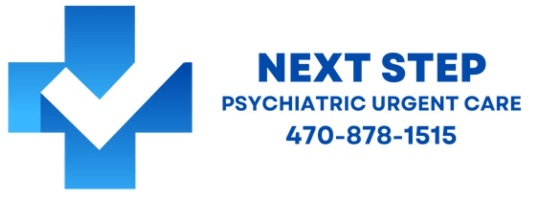 NEXT STEP
PSYCHIATRIC URGENT CARE
470-878-1515